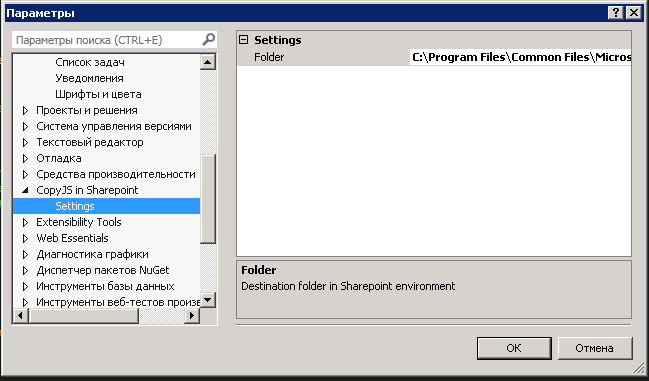 Параметры
Параметры поиска (CTRL+E)
Список задач
Уведомления
Шрифты и цвета
Проекты и решения
Система управления версиями
Текстовый редактор
Отладка
Средства производительности
CopyJS in Sharepoint
Settings
Extensibility Tools
Web Essentials
Диагностика графики
Диспетчер пакетов NuGet
Инструменты базы данных
Инструменты веб-тестов произв
Settings
Folder C:\Program Files\Common Files\Micros
Folder
Destination folder in Sharepoint environment
ОК
Отмена